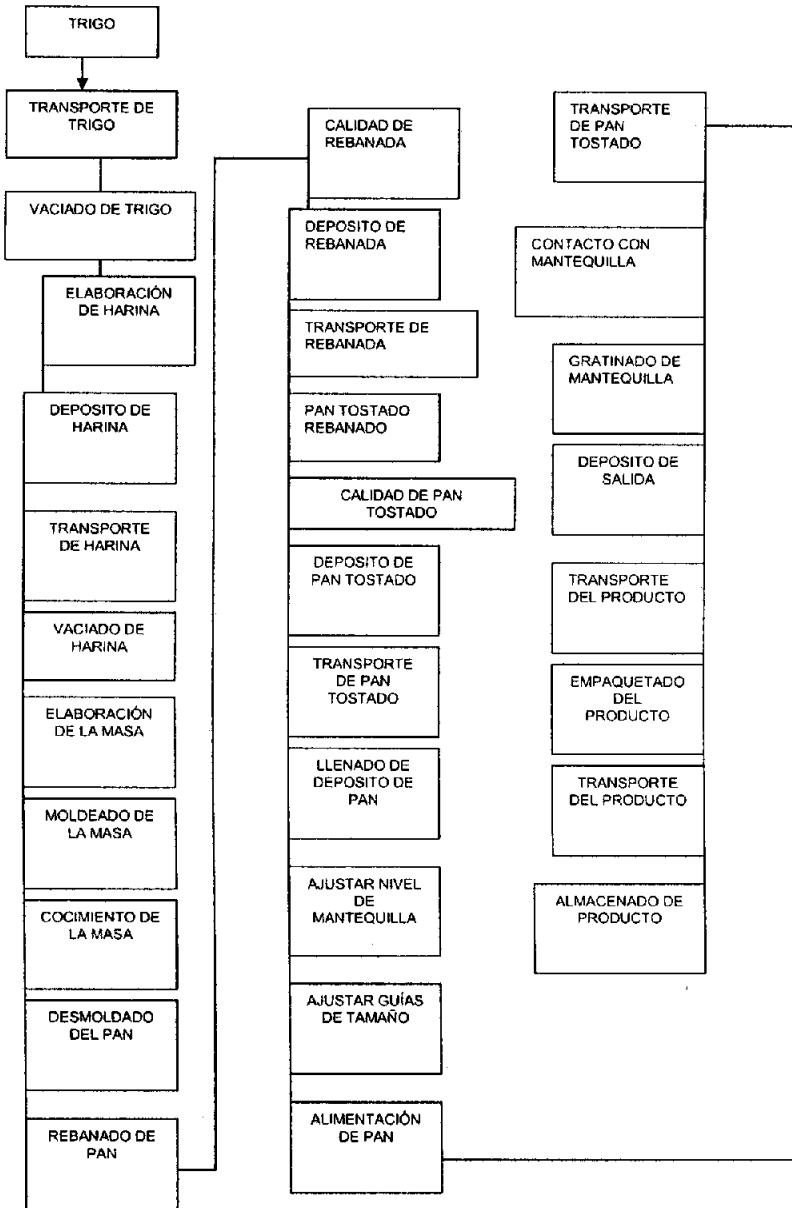 TRIGO
TRANSPORTE DE
TRIGO
VACIADO DE TRIGO
ELABORACIÓN
DE HARINA
DEPOSITO DE
HARINA
TRANSPORTE
DE HARINA
VACIADO DE
HARINA
ELABORACIÓN
DE LA MASA
MOLDEADO DE
LA MASA
COCIMIENTO DE
LA MASA
DESMOLDADO
DEL PAN
REBANADO DE
PAN
CALIDAD DE
REBANADA
DEPOSITO DE
REBANADA
TRANSPORTE DE
REBANADA
PAN TOSTADO
REBANADO
CALIDAD DE PAN
TOSTADO
DEPOSITO DE
PAN TOSTADO
TRANSPORTE
DE PAN
TOSTADO
LLENADO DE
DEPOSITO DE
PAN
AJUSTAR NIVEL
DE
MANTEQUILLA
AJUSTAR GUÍAS
DE TAMAÑO
ALIMENTACIÓN
DE PAN
TRANSPORTE
DE PAN
TOSTADO
CONTACTO CON
MANTEQUILLA
GRATINADO DE
MANTEQUILLA
DEPOSITO DE
SALIDA
TRANSPORTE
DEL PRODUCTO
EMPAQUETADO
DEL
PRODUCTO
TRANSPORTE
DEL PRODUCTO
ALMACENADO DE
PRODUCTO